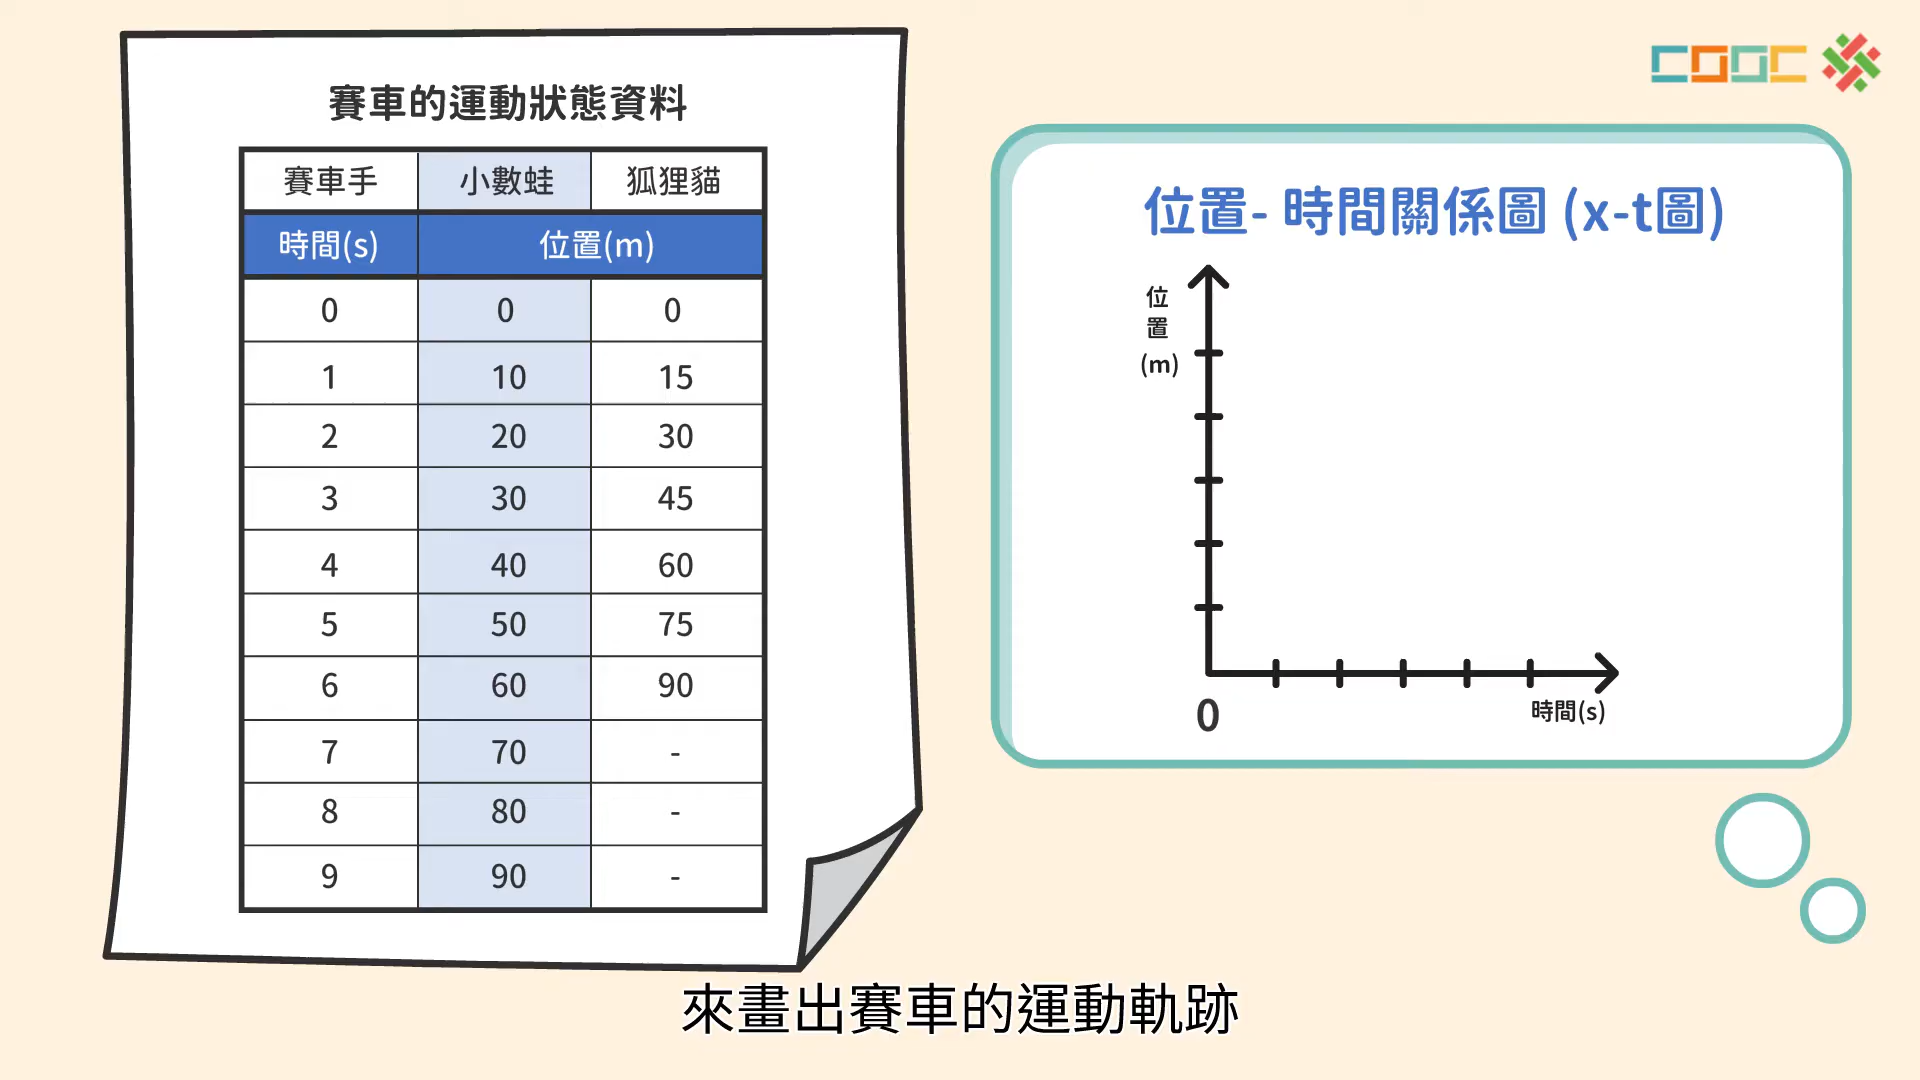 賽車的運動狀態資料
賽車手 小數蛙 狐狸貓
時間(s) 位置(m)
0 0 0
1 10 15
2 20 30
3 30 45
4 40 60
5 50 75
6 60 90
7 70 -
8 80 -
9 90 -
COOC
位置- 時間關係圖 (x-t圖)
位
置
(m)
0
時間(s)
來畫出賽車的運動軌跡